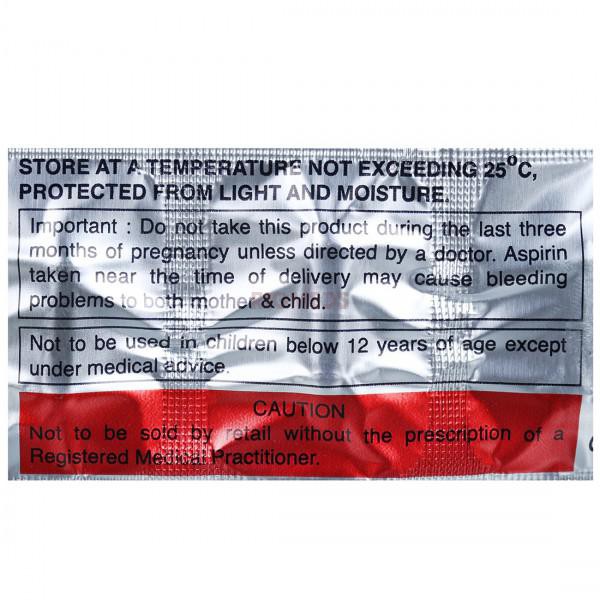 STORE AT A TEMPERATURE NOT EXCEEDING 25°C,
PROTECTED FROM LIGHT AND MOISTURE.
Important : Do not take this product during the last three
months of pregnancy unless directed by a doctor. Aspirin
taken near the time of delivery may cause bleeding
problems to both mother & child.
Not to be used in children below 12 years of age except
under medical advice.
CAUTION
Not to be sold by retail without the prescription of a
Registered Medical Practitioner.